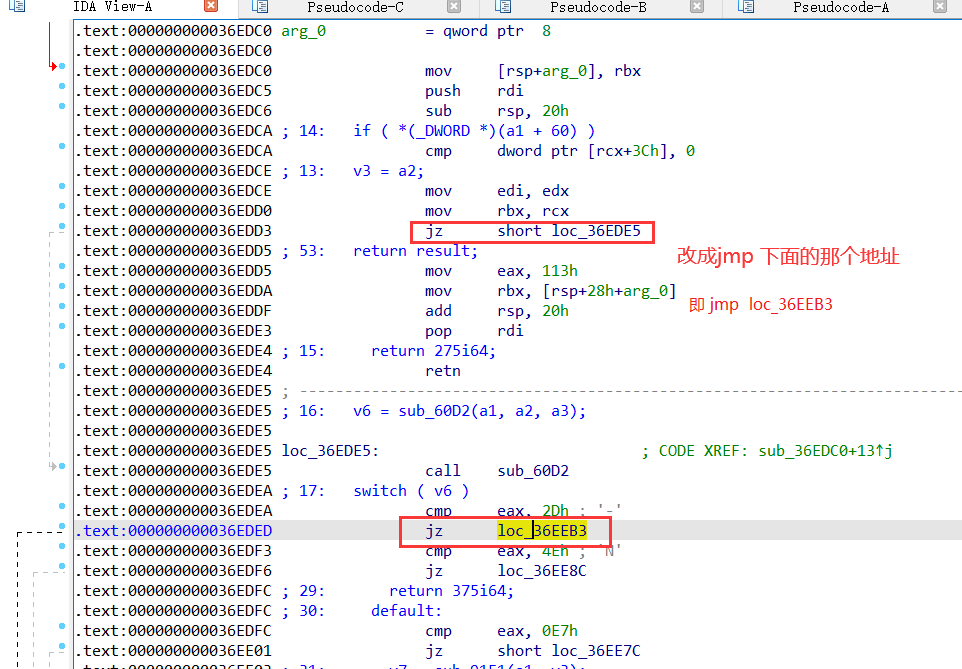 IDA View-A Pseudocode-C Pseudocode-B Pseudocode-A
.text:000000000036EDC0 arg_0 = qword ptr 8
.text:000000000036EDC0
.text:000000000036EDC0 mov [rsp+arg_0], rbx
.text:000000000036EDC5 push rdi
.text:000000000036EDC6 sub rsp, 20h
.text:000000000036EDCA ; 14: if ( *(_DWORD *)(a1 + 60) )
.text:000000000036EDCA cmp dword ptr [rcx+3Ch], 0
.text:000000000036EDCE ; 13: v3 = a2;
.text:000000000036EDCE mov edi, edx
.text:000000000036EDD0 mov rbx, rcx
.text:000000000036EDD3 jz short loc_36EDE5
.text:000000000036EDD5 ; 53: return result;
改成jmp 下面的那个地址
.text:000000000036EDD5 mov eax, 113h
.text:000000000036EDDA mov rbx, [rsp+28h+arg_0]
即 jmp loc_36EEB3
.text:000000000036EDDF add rsp, 20h
.text:000000000036EDE3 pop rdi
.text:000000000036EDE4 ; 15: return 275i64;
.text:000000000036EDE4 retn
.text:000000000036EDE5 ; ---------------------------------------------------------------------------
.text:000000000036EDE5 ; 16: v6 = sub_60D2(a1, a2, a3);
.text:000000000036EDE5
.text:000000000036EDE5 loc_36EDE5: ; CODE XREF: sub_36EDC0+13↑j
.text:000000000036EDE5 call sub_60D2
.text:000000000036EDEA ; 17: switch ( v6 )
.text:000000000036EDEA cmp eax, 2Dh ; '-'
.text:000000000036EDED jz loc_36EEB3
.text:000000000036EDF3 cmp eax, 4Eh ; 'N'
.text:000000000036EDF6 jz loc_36EE8C
.text:000000000036EDFC ; 29: return 375i64;
.text:000000000036EDFC ; 30: default:
.text:000000000036EDFC cmp eax, 0E7h
.text:000000000036EE01 jz short loc_36EE7C